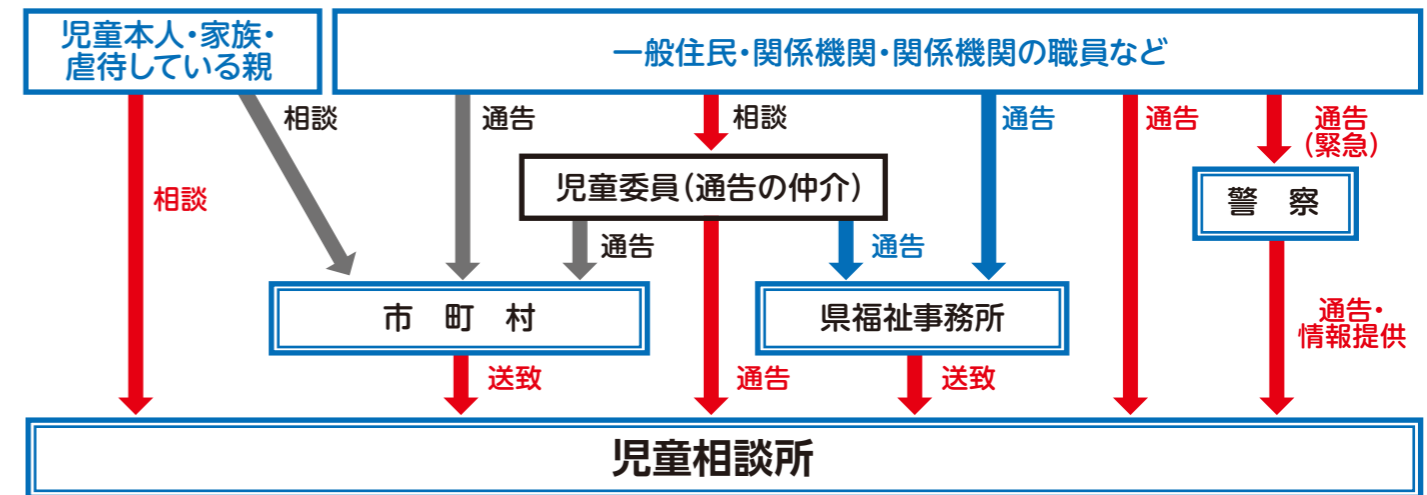 児童本人・家族・
虐待している親
一般住民・関係機関・関係機関の職員など
相談
通告
相談
通告
通告
通告
(緊急)
相談
児童委員(通告の仲介)
警 察
通告
通告
市 町 村
県福祉事務所
通告・
情報提供
送致
通告
送致
児童相談所